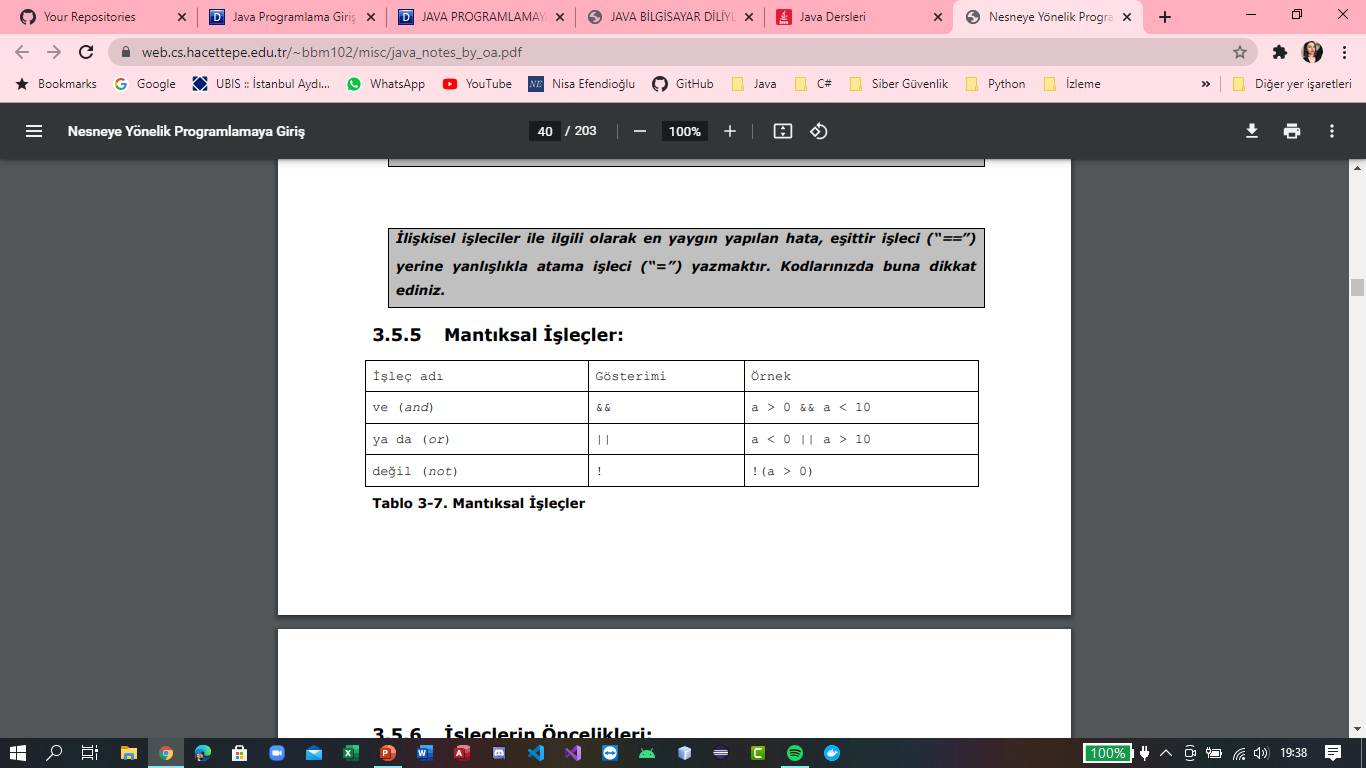 Your Repositories
Java Programlama Giriş
JAVA PROGRAMLAMAY
JAVA BİLGİSAYAR DİLİYL
Java Dersleri
Nesneye Yönelik Progra
web.cs.hacettepe.edu.tr/~bbm102/misc/java_notes_by_oa.pdf
Bookmarks
Google
UBIS :: İstanbul Aydı...
WhatsApp
YouTube
NE Nisa Efendioğlu
GitHub
Java
C#
Siber Güvenlik
Python
İzleme
»
Diğer yer işaretleri
Nesneye Yönelik Programlamaya Giriş
40 / 203
100%
İlişkisel işleciler ile ilgili olarak en yaygın yapılan hata, eşittir işleci (“==”)
yerine yanlışlıkla atama işleci (“=”) yazmaktır. Kodlarınızda buna dikkat
ediniz.
3.5.5 Mantıksal İşleçler:
İşleç adı Gösterimi Örnek
ve (and) && a > 0 && a < 10
ya da (or) || a < 0 || a > 10
değil (not) ! !(a > 0)
Tablo 3-7. Mantıksal İşleçler
3.5.6 İşleçlerin Öncelikleri:
100%
19:38